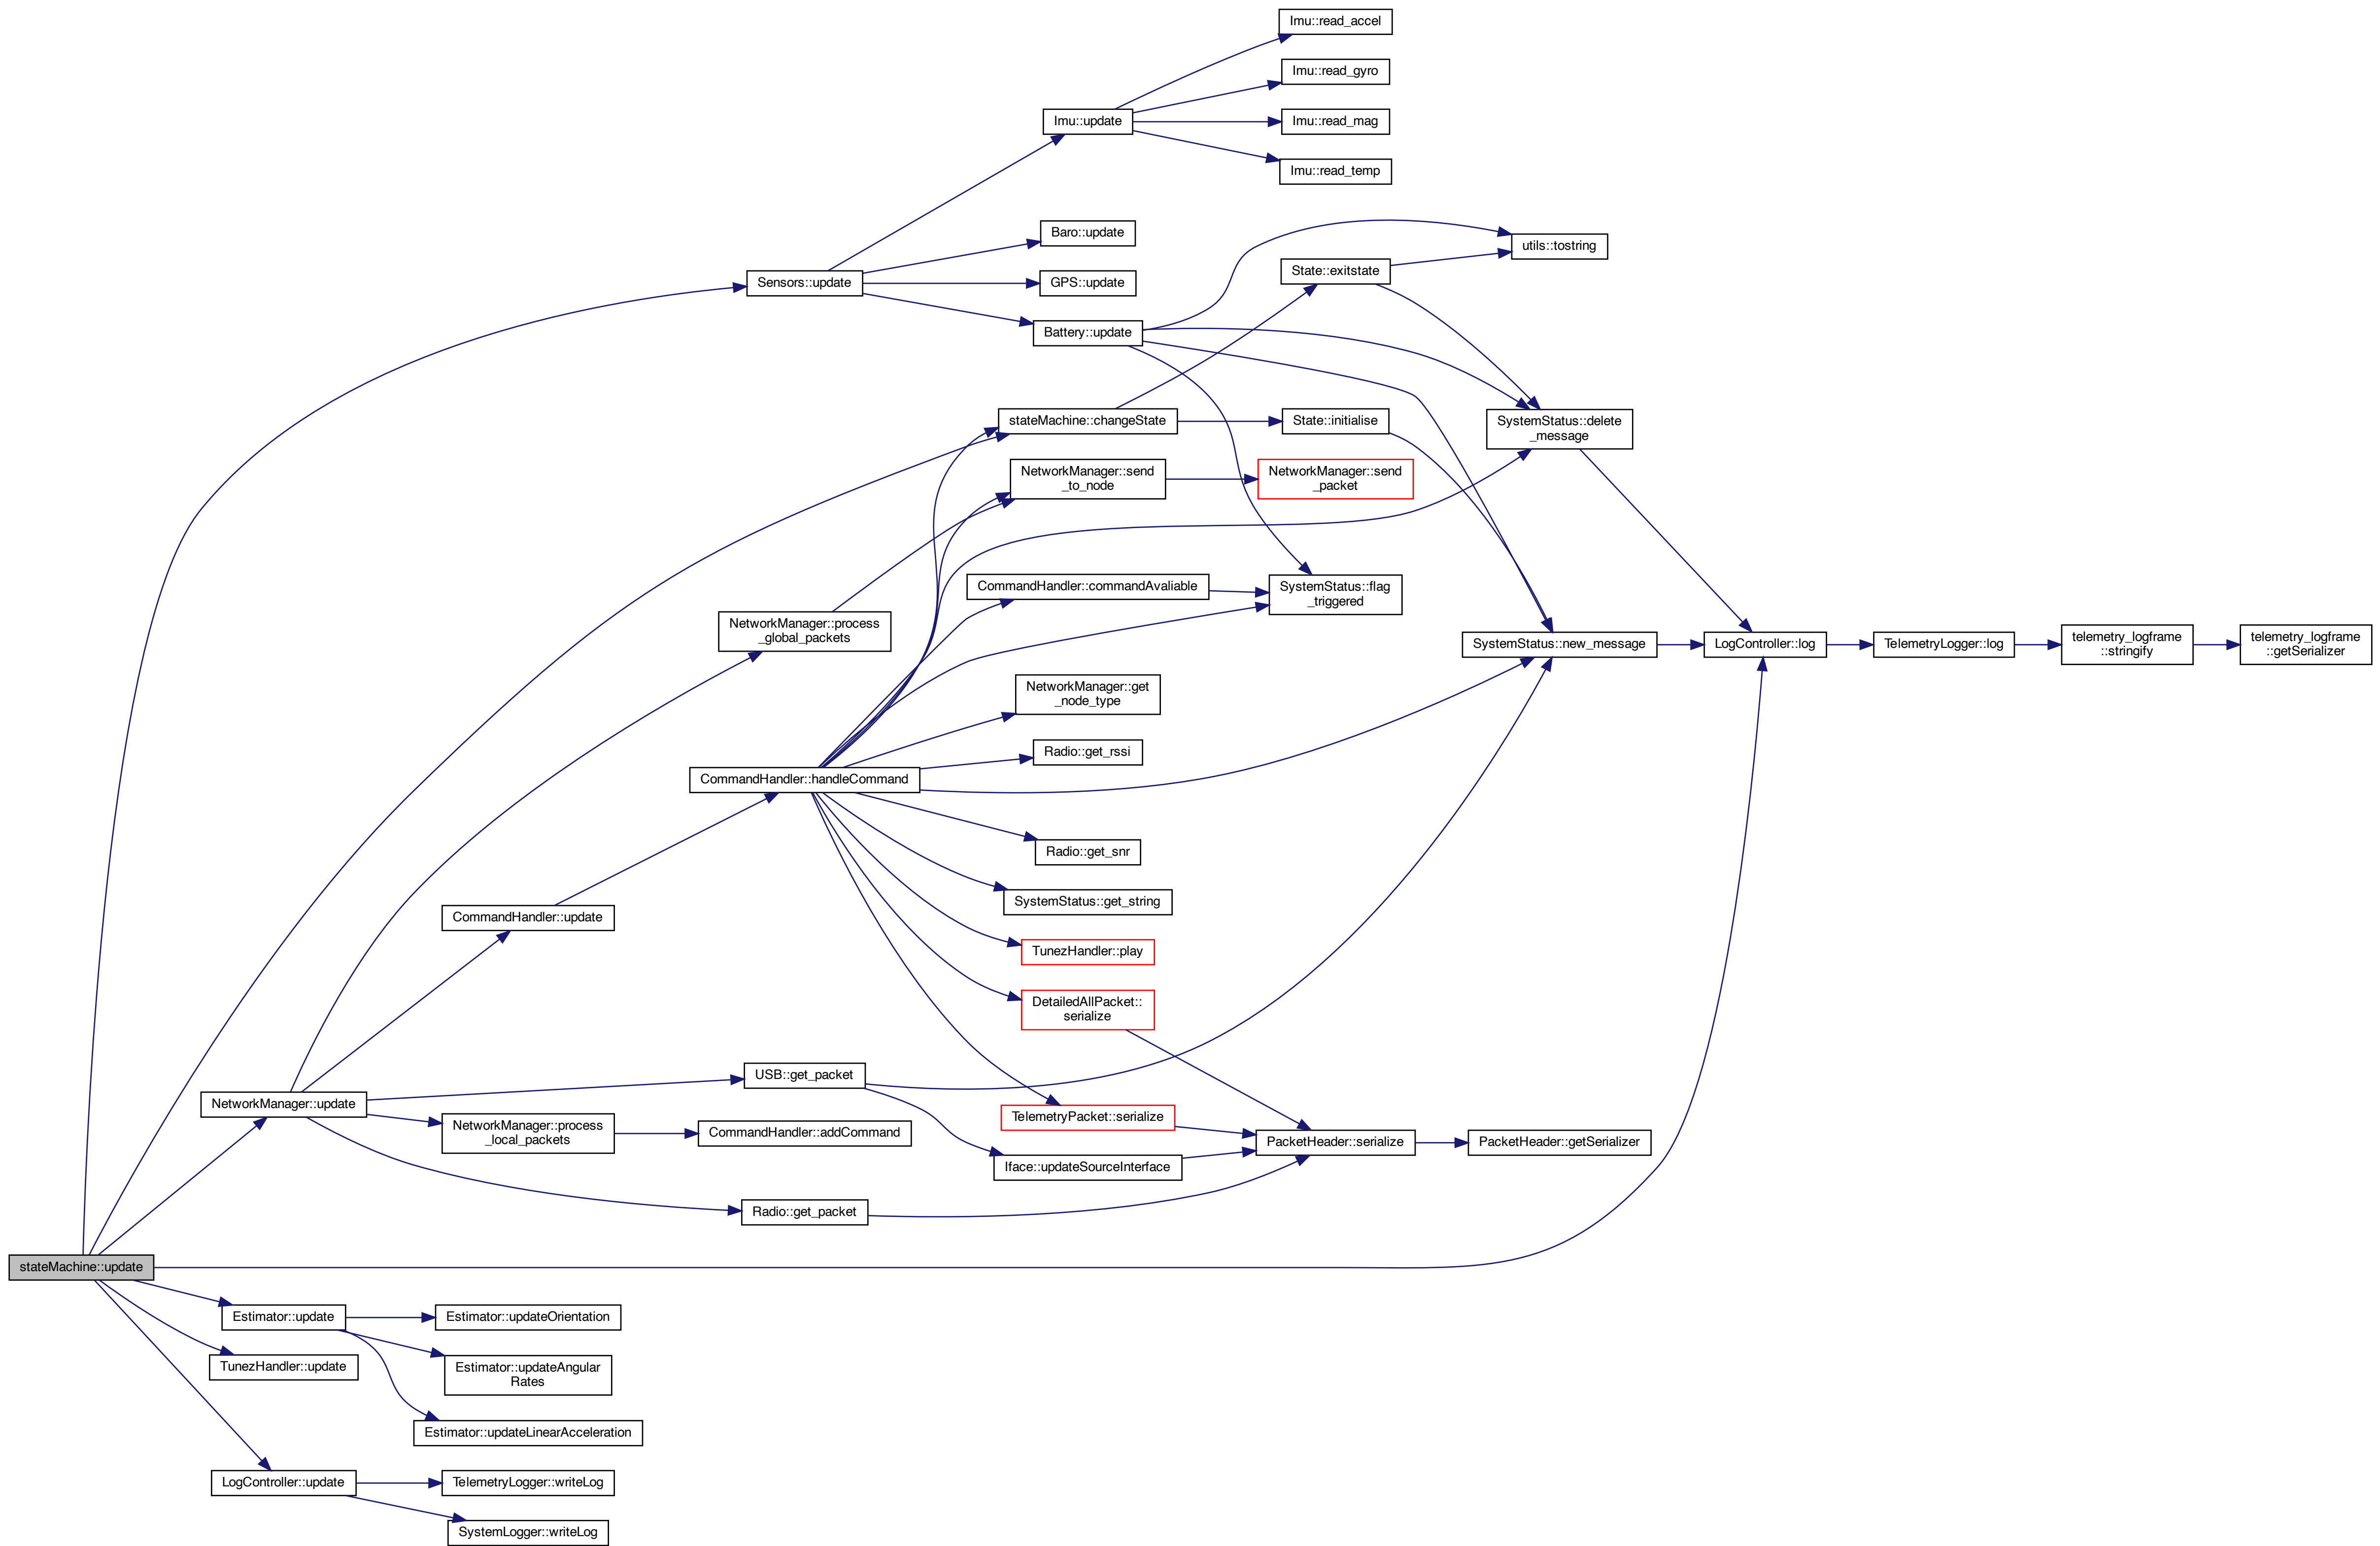 Imu::read_accel
Imu::read_gyro
Imu::update
Imu::read_mag
Imu::read_temp
Baro::update
utils::tostring
State::exitstate
Sensors::update
GPS::update
Battery::update
stateMachine::changeState
State::initialise
SystemStatus::delete
_message
NetworkManager::send
_to_node
NetworkManager::send
_packet
CommandHandler::commandAvaliable
SystemStatus::flag
_triggered
NetworkManager::process
_global_packets
SystemStatus::new_message
LogController::log
TelemetryLogger::log
telemetry_logframe
::stringify
telemetry_logframe
::getSerializer
NetworkManager::get
_node_type
Radio::get_rssi
CommandHandler::handleCommand
Radio::get_snr
SystemStatus::get_string
CommandHandler::update
TunezHandler::play
DetailedAllPacket::
serialize
USB::get_packet
NetworkManager::update
TelemetryPacket::serialize
NetworkManager::process
_local_packets
CommandHandler::addCommand
PacketHeader::serialize
PacketHeader::getSerializer
Iface::updateSourceInterface
Radio::get_packet
stateMachine::update
Estimator::update
Estimator::updateOrientation
TunezHandler::update
Estimator::updateAngular
Rates
Estimator::updateLinearAcceleration
LogController::update
TelemetryLogger::writeLog
SystemLogger::writeLog